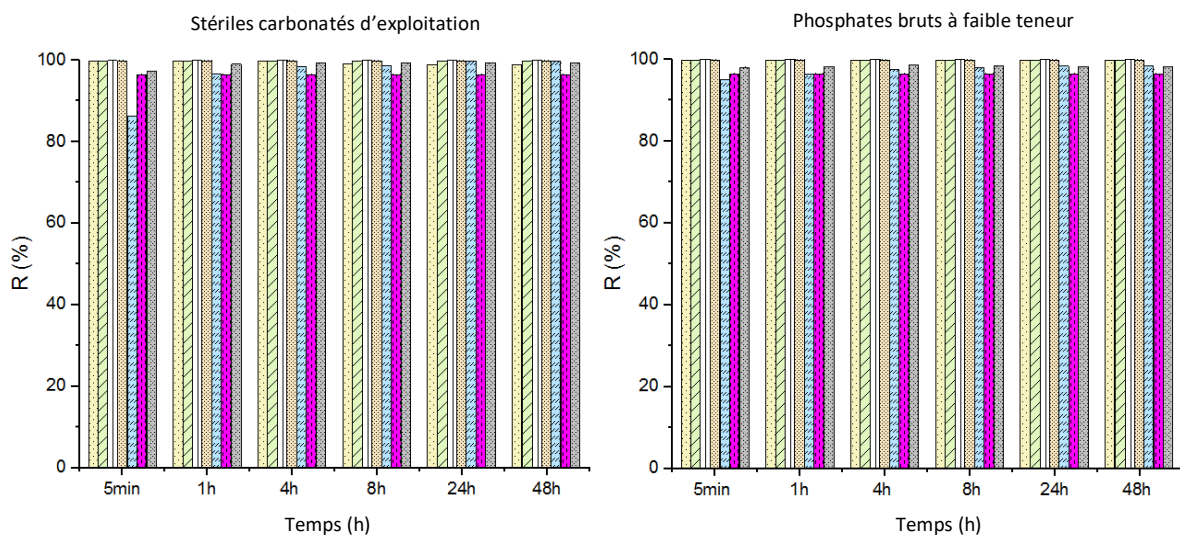 Stériles carbonatés d'exploitation
100
80
60
40
20
0
R (%)
5min 1h 4h 8h 24h 48h
Temps (h)
Phosphates bruts à faible teneur
100
80
60
40
20
0
R (%)
5min 1h 4h 8h 24h 48h
Temps (h)